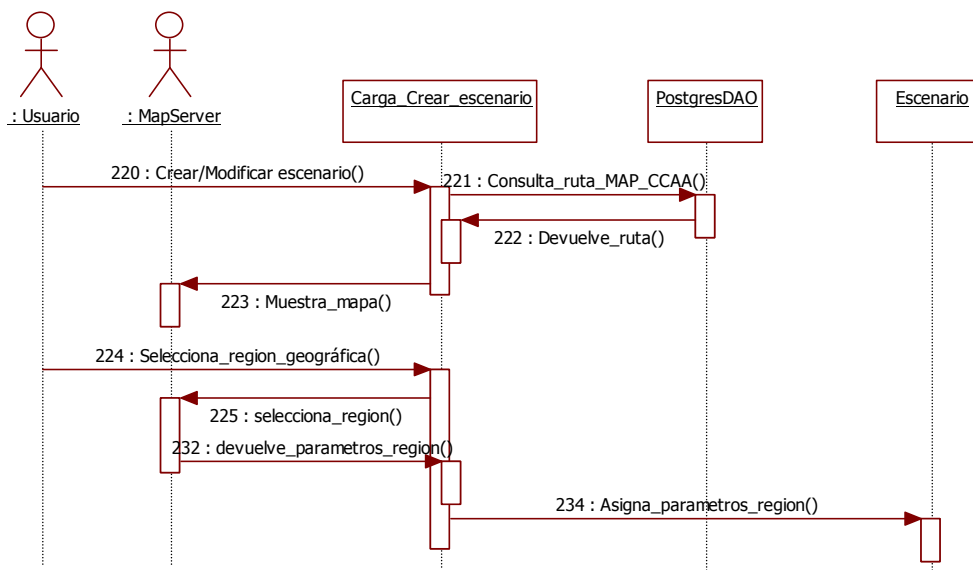 : Usuario
: MapServer
Carga_Crear_escenario
PostgresDAO
Escenario
220 : Crear/Modificar escenario()
221 : Consulta_ruta_MAP_CCAA()
222 : Devuelve_ruta()
223 : Muestra_mapa()
224 : Selecciona_region_geográfica()
225 : selecciona_region()
232 : devuelve_parametros_region()
234 : Asigna_parametros_region()